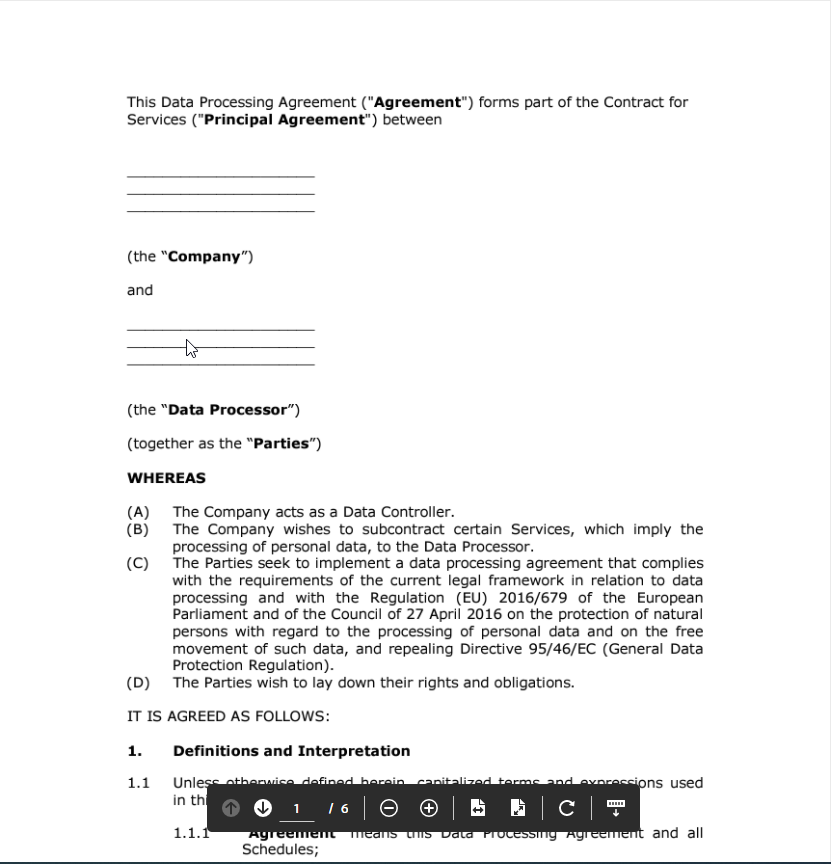 This Data Processing Agreement ("Agreement") forms part of the Contract for
Services ("Principal Agreement") between
(the “Company”)
and
(the “Data Processor”)
(together as the “Parties”)
WHEREAS
(A) The Company acts as a Data Controller.
(B) The Company wishes to subcontract certain Services, which imply the
processing of personal data, to the Data Processor.
(C) The Parties seek to implement a data processing agreement that complies
with the requirements of the current legal framework in relation to data
processing and with the Regulation (EU) 2016/679 of the European
Parliament and of the Council of 27 April 2016 on the protection of natural
persons with regard to the processing of personal data and on the free
movement of such data, and repealing Directive 95/46/EC (General Data
Protection Regulation).
(D) The Parties wish to lay down their rights and obligations.
IT IS AGREED AS FOLLOWS:
1. Definitions and Interpretation
1.1 Unless otherwise defined herein, capitalized terms and expressions used
in thi
1 / 6
1.1.1 "Agreement" means this Data Processing Agreement and all
Schedules;